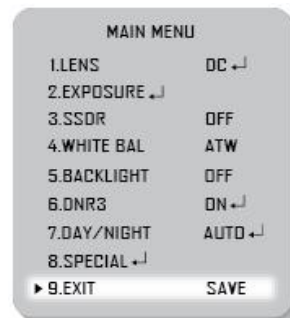 MAIN MENU
1.LENS DC ↵
2.EXPOSURE ↵
3.SSDR OFF
4.WHITE BAL ATW
5.BACKLIGHT OFF
6.DNR3 ON ↵
7.DAY/NIGHT AUTO ↵
8.SPECIAL ↵
▶ 9.EXIT SAVE